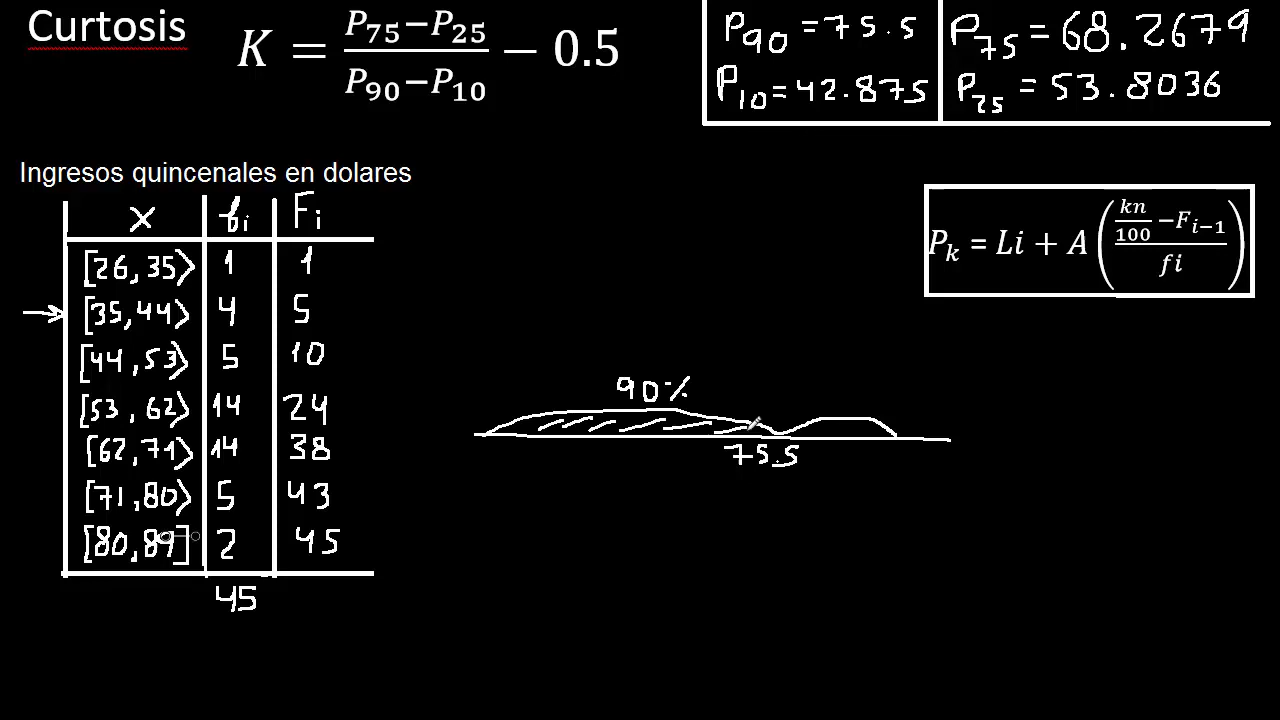 Curtosis
K = P75−P25 / P90−P10 − 0.5
P90 = 75.5
P10 = 42.875
P75 = 68.2679
P25 = 53.8036
Ingresos quincenales en dolares
x fi Fi
[26, 35⟩ 1 1
[35, 44⟩ 4 5
[44, 53⟩ 5 10
[53, 62⟩ 14 24
[62, 71⟩ 14 38
[71, 80⟩ 5 43
[80, 89] 2 45
45
Pk = Li + A ( (kn/100 − Fi−1) / fi )
90%
75.5